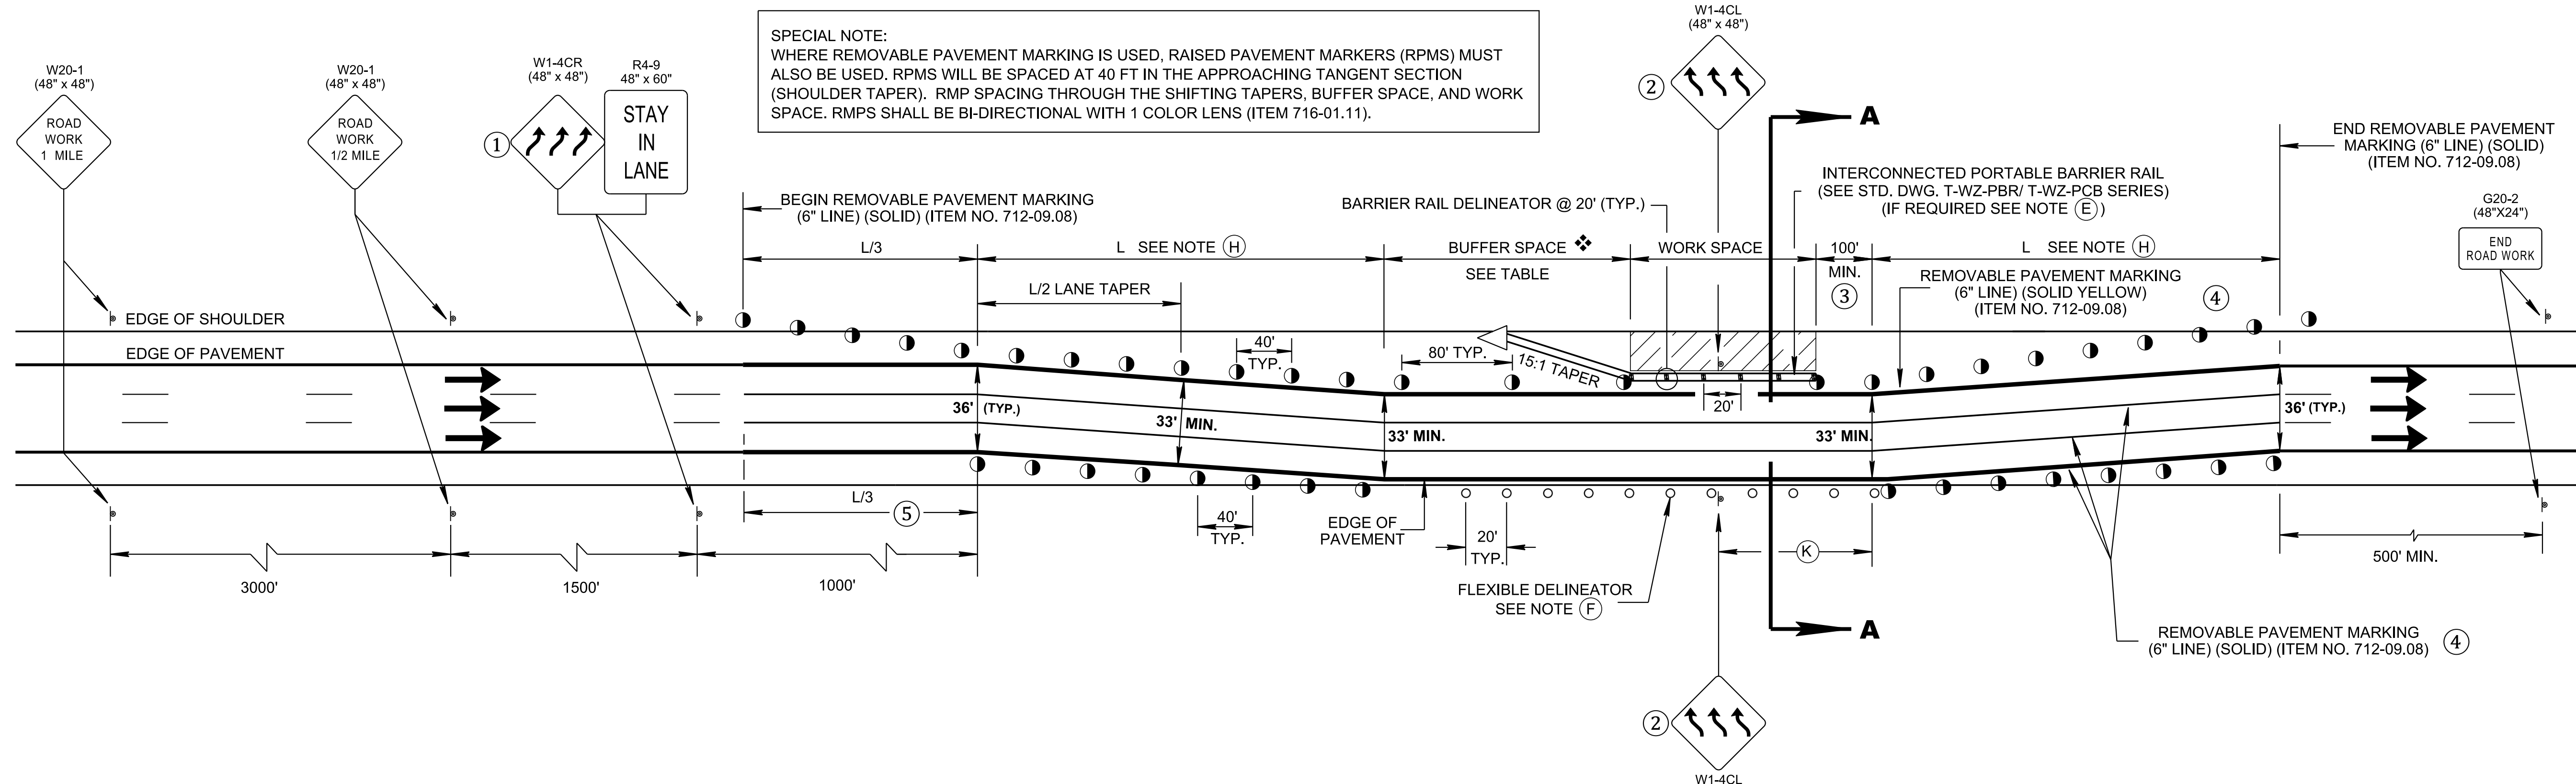 SPECIAL NOTE:
WHERE REMOVABLE PAVEMENT MARKING IS USED, RAISED PAVEMENT MARKERS (RPMS) MUST
ALSO BE USED. RPMS WILL BE SPACED AT 40 FT IN THE APPROACHING TANGENT SECTION
(SHOULDER TAPER). RMP SPACING THROUGH THE SHIFTING TAPERS, BUFFER SPACE, AND WORK
SPACE. RMPS SHALL BE BI-DIRECTIONAL WITH 1 COLOR LENS (ITEM 716-01.11).
W20-1
(48" x 48")
ROAD
WORK
1 MILE
W20-1
(48" x 48")
ROAD
WORK
1/2 MILE
W1-4CR
(48" x 48")
1
R4-9
48" x 60"
STAY
IN
LANE
W1-4CL
(48" x 48")
2
A
BEGIN REMOVABLE PAVEMENT MARKING
(6" LINE) (SOLID) (ITEM NO. 712-09.08)
BARRIER RAIL DELINEATOR @ 20' (TYP.)
INTERCONNECTED PORTABLE BARRIER RAIL
(SEE STD. DWG. T-WZ-PBR/ T-WZ-PCB SERIES)
(IF REQUIRED SEE NOTE E )
END REMOVABLE PAVEMENT
MARKING (6" LINE) (SOLID)
(ITEM NO. 712-09.08)
G20-2
(48"X24")
END
ROAD WORK
L/3
L SEE NOTE H
BUFFER SPACE ❖
SEE TABLE
WORK SPACE
100'
MIN.
3
L SEE NOTE H
L/2 LANE TAPER
REMOVABLE PAVEMENT MARKING
(6" LINE) (SOLID YELLOW)
(ITEM NO. 712-09.08)
4
EDGE OF SHOULDER
EDGE OF PAVEMENT
40'
TYP.
80' TYP.
15:1 TAPER
20'
36' (TYP.)
33' MIN.
33' MIN.
33' MIN.
36' (TYP.)
L/3
5
40'
TYP.
EDGE OF
PAVEMENT
20'
TYP.
K
FLEXIBLE DELINEATOR
SEE NOTE F
3000'
1500'
1000'
500' MIN.
A
REMOVABLE PAVEMENT MARKING
(6" LINE) (SOLID) (ITEM NO. 712-09.08)
4
2
W1-4CL